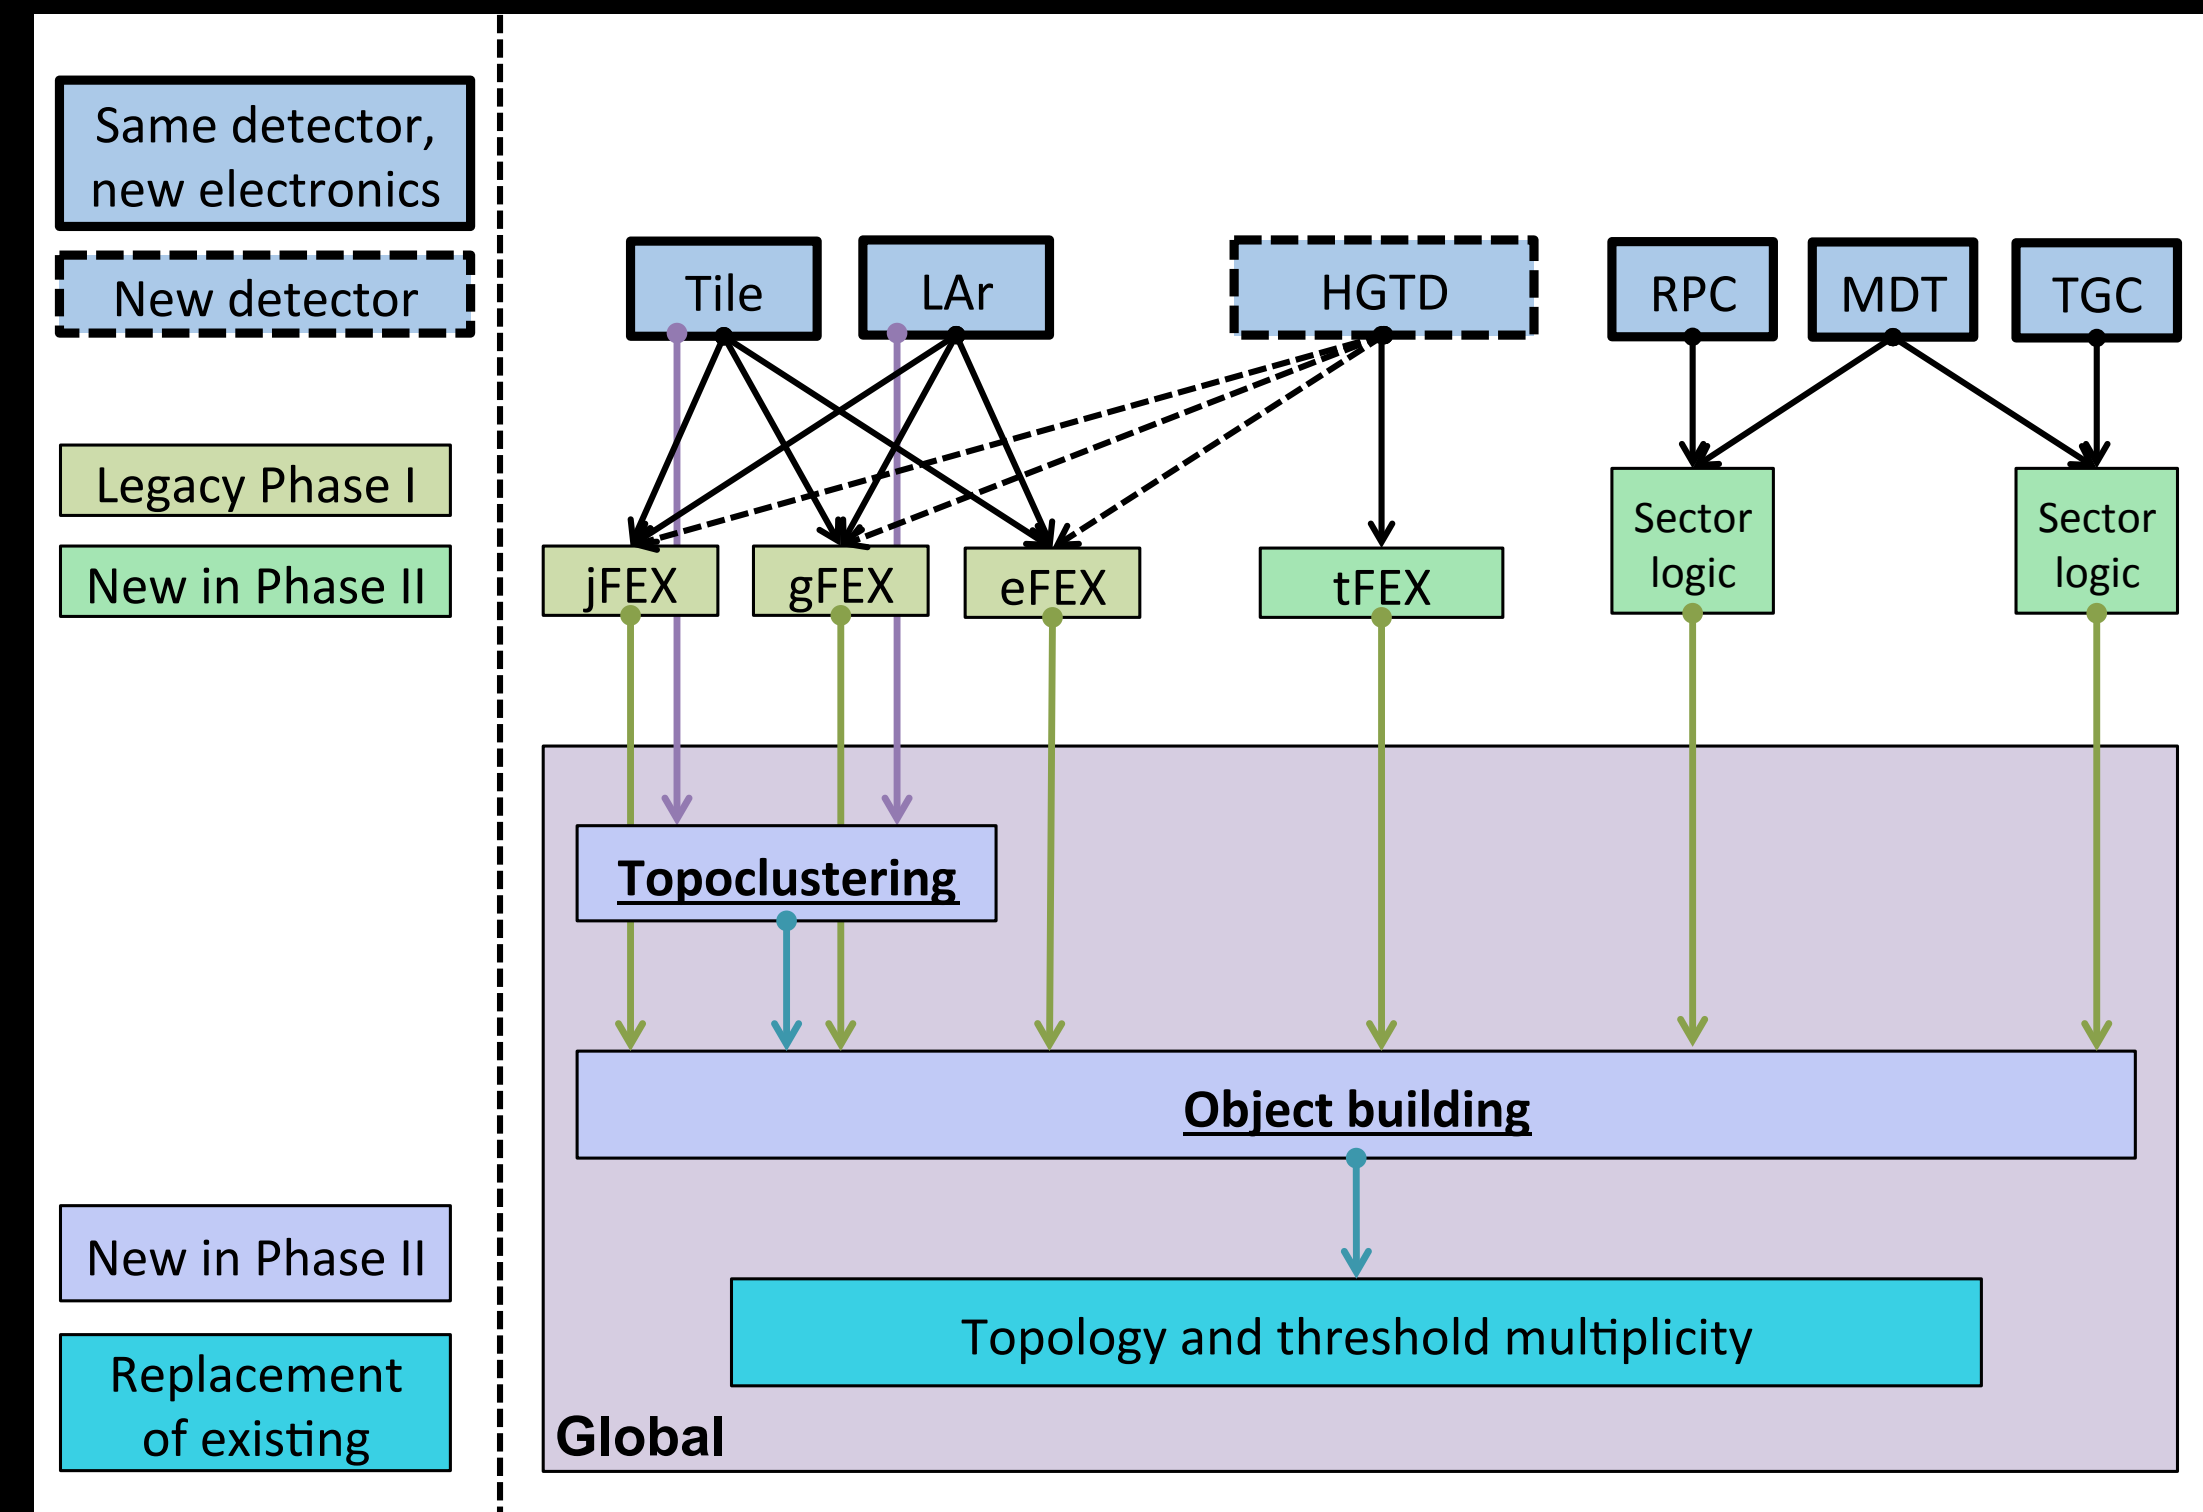 Same detector,
new electronics
New detector
Legacy Phase I
New in Phase II
New in Phase II
Replacement
of existing
Tile
LAr
HGTD
RPC
MDT
TGC
jFEX
gFEX
eFEX
tFEX
Sector
logic
Sector
logic
Topoclustering
Object building
Topology and threshold multiplicity
Global